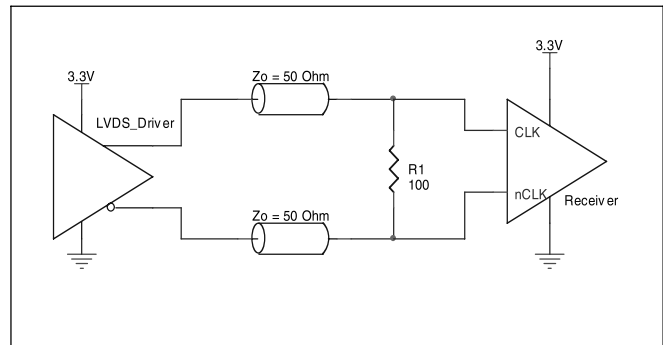 3.3V
3.3V
Zo = 50 Ohm
LVDS_Driver
CLK
R1
100
nCLK
Receiver
Zo = 50 Ohm